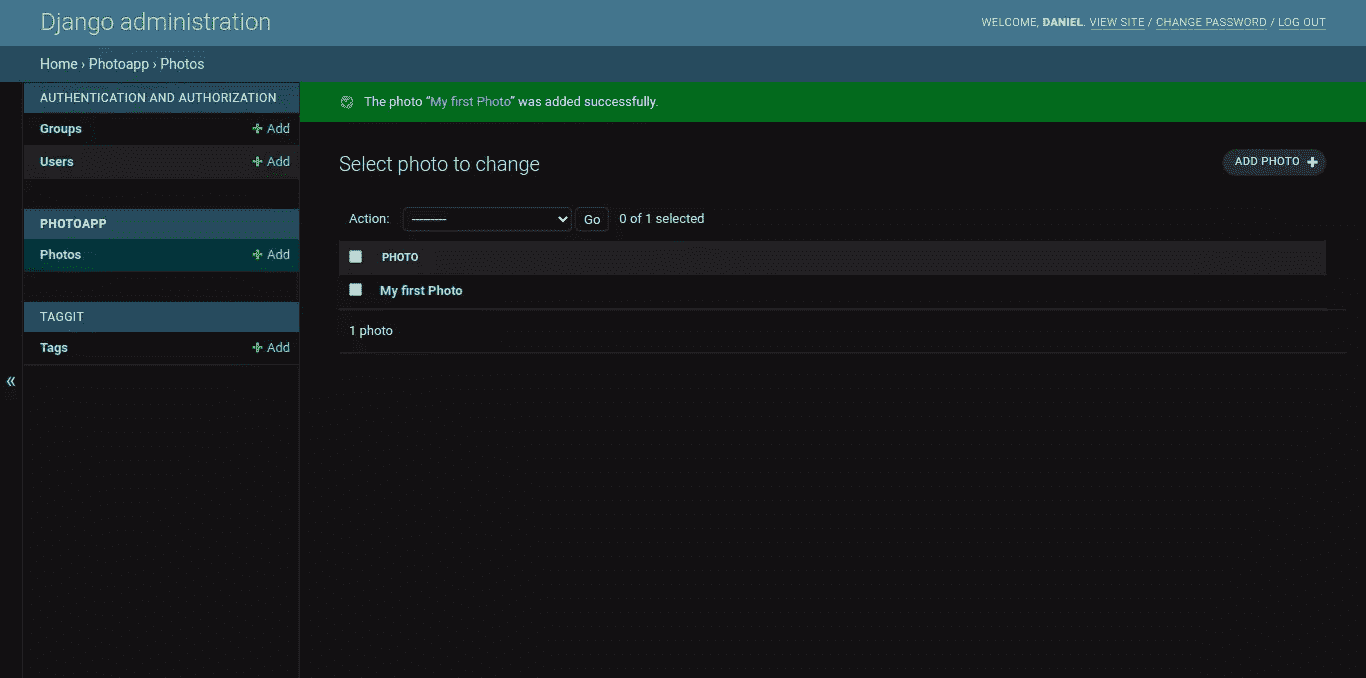 Django administration
WELCOME, DANIEL. VIEW SITE / CHANGE PASSWORD / LOG OUT
Home › Photoapp › Photos
AUTHENTICATION AND AUTHORIZATION
Groups
Add
Users
Add
PHOTOAPP
Photos
Add
TAGGIT
Tags
Add
«
The photo “My first Photo” was added successfully.
Select photo to change
ADD PHOTO
Action: --------- Go 0 of 1 selected
PHOTO
My first Photo
1 photo